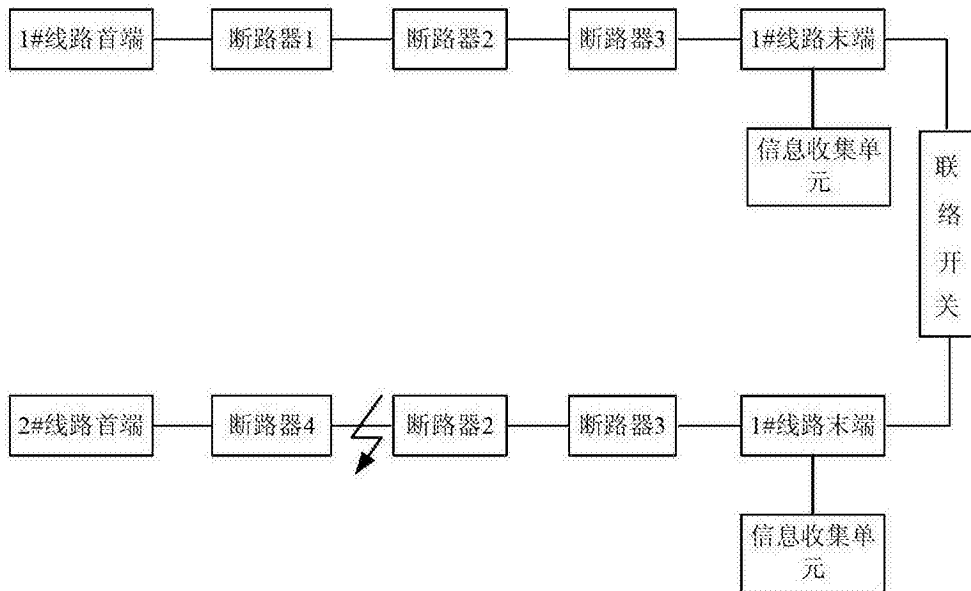 1#线路首端
断路器1
断路器2
断路器3
1#线路末端
信息收集单
元
联
络
开
关
2#线路首端
断路器4
断路器2
断路器3
1#线路末端
信息收集单
元